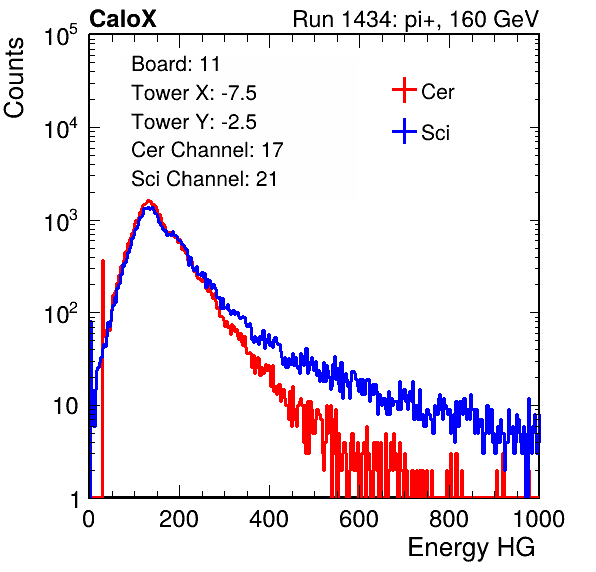 CaloX Run 1434: pi+, 160 GeV
Counts
Board: 11
Tower X: -7.5
Tower Y: -2.5
Cer Channel: 17
Sci Channel: 21
Cer
Sci
10^5
10^4
10^3
10^2
10
1
0 200 400 600 800 1000
Energy HG